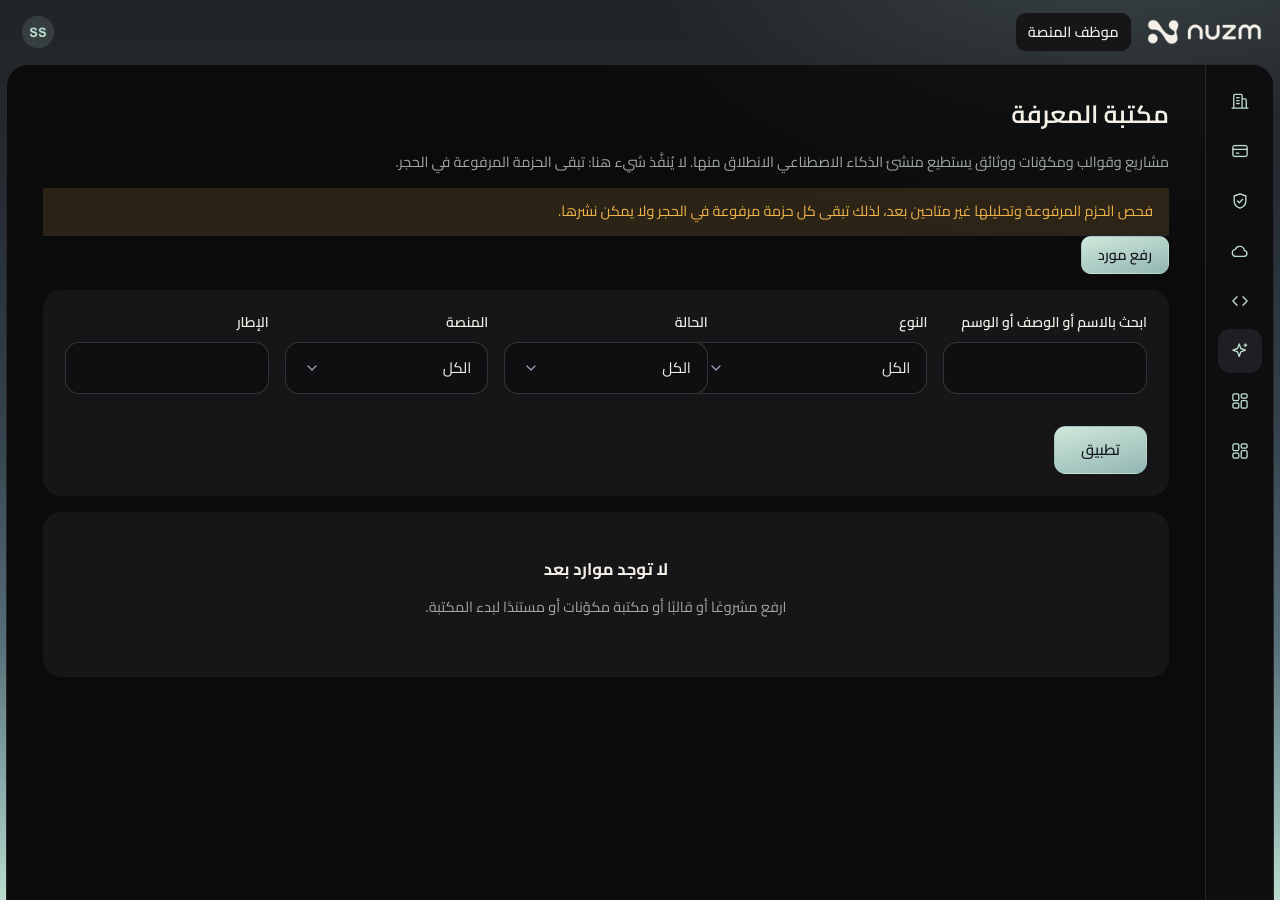 nuzm
موظف المنصة
SS
مكتبة المعرفة
مشاريع وقوالب ومكوّنات ووثائق يستطيع منشئ الذكاء الاصطناعي الانطلاق منها. لا يُنفَّذ شيء هنا: تبقى الحزمة المرفوعة في الحجر.
فحص الحزم المرفوعة وتحليلها غير متاحين بعد، لذلك تبقى كل حزمة مرفوعة في الحجر ولا يمكن نشرها.
رفع مورد
ابحث بالاسم أو الوصف أو الوسم
النوع
الحالة
المنصة
الإطار
الكل
الكل
الكل
تطبيق
لا توجد موارد بعد
ارفع مشروعًا أو قالبًا أو مكتبة مكوّنات أو مستندًا لبدء المكتبة.